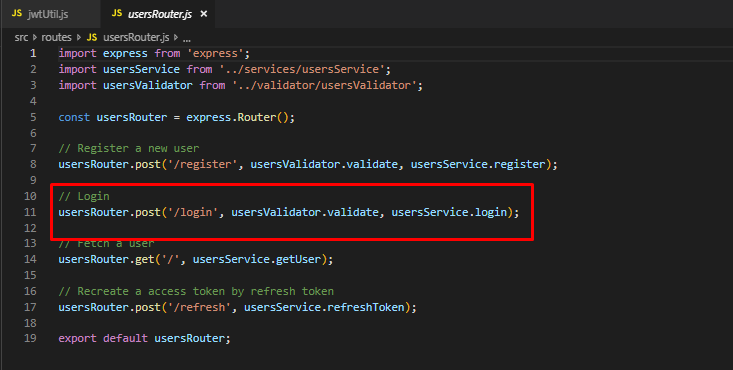 JS jwtUtil.js JS usersRouter.js ×
src > routes > JS usersRouter.js > ...
1 import express from 'express';
2 import usersService from '../services/usersService';
3 import usersValidator from '../validator/usersValidator';
4
5 const usersRouter = express.Router();
6
7 // Register a new user
8 usersRouter.post('/register', usersValidator.validate, usersService.register);
9
10 // Login
11 usersRouter.post('/login', usersValidator.validate, usersService.login);
12
13 // Fetch a user
14 usersRouter.get('/', usersService.getUser);
15
16 // Recreate a access token by refresh token
17 usersRouter.post('/refresh', usersService.refreshToken);
18
19 export default usersRouter;